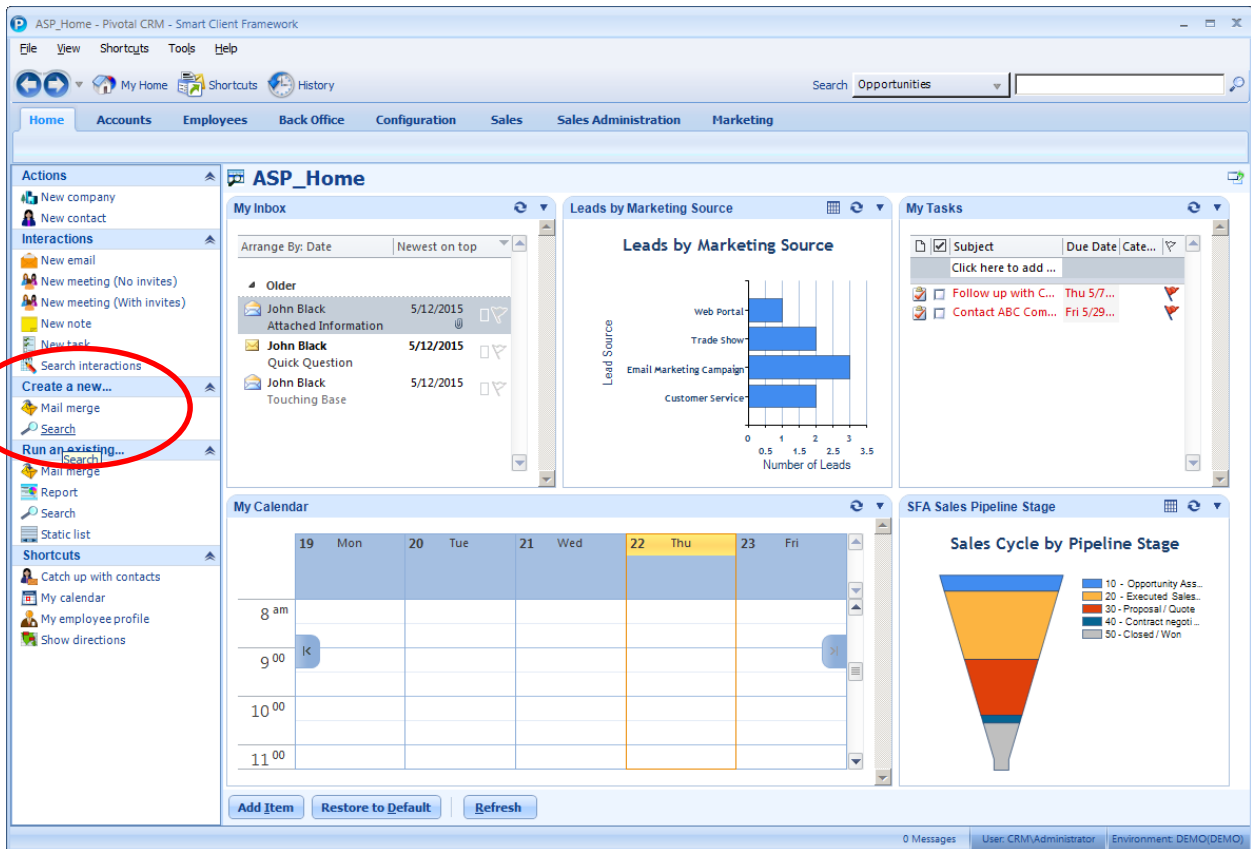 ASP_Home - Pivotal CRM - Smart Client Framework
File View Shortcuts Tools Help
My Home Shortcuts History Search Opportunities
Home Accounts Employees Back Office Configuration Sales Sales Administration Marketing
Actions
New company
New contact
Interactions
New email
New meeting (No invites)
New meeting (With invites)
New note
New task
Search interactions
Create a new...
Mail merge
Search
Run an existing...
Search
Mail merge
Report
Search
Static list
Shortcuts
Catch up with contacts
My calendar
My employee profile
Show directions
ASP_Home
My Inbox
Arrange By: Date Newest on top
Older
John Black 5/12/2015
Attached Information
John Black 5/12/2015
Quick Question
John Black 5/12/2015
Touching Base
Leads by Marketing Source
Leads by Marketing Source
Lead Source
Web Portal
Trade Show
Email Marketing Campaign
Customer Service
0 1 2 3
0.5 1.5 2.5 3.5
Number of Leads
My Tasks
Subject Due Date Cate...
Click here to add ...
Follow up with C... Thu 5/7...
Contact ABC Com... Fri 5/29...
My Calendar
19 Mon 20 Tue 21 Wed 22 Thu 23 Fri
8 am
9 00
10 00
11 00
SFA Sales Pipeline Stage
Sales Cycle by Pipeline Stage
10 - Opportunity Ass..
20 - Executed Sales..
30 - Proposal / Quote
40 - Contract negoti...
50 - Closed / Won
Add Item Restore to Default Refresh
0 Messages User: CRM\Administrator Environment: DEMO(DEMO)